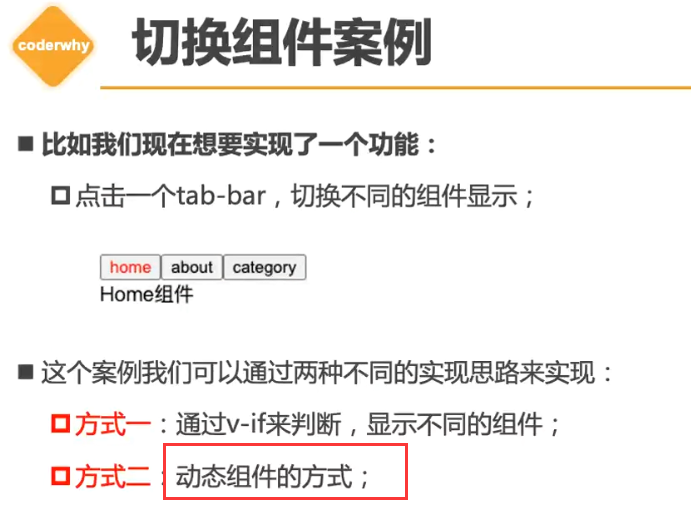 coderwhy
切换组件案例
比如我们现在想要实现了一个功能：
点击一个tab-bar，切换不同的组件显示；
home about category
Home组件
这个案例我们可以通过两种不同的实现思路来实现：
方式一：通过v-if来判断，显示不同的组件；
方式二：动态组件的方式；